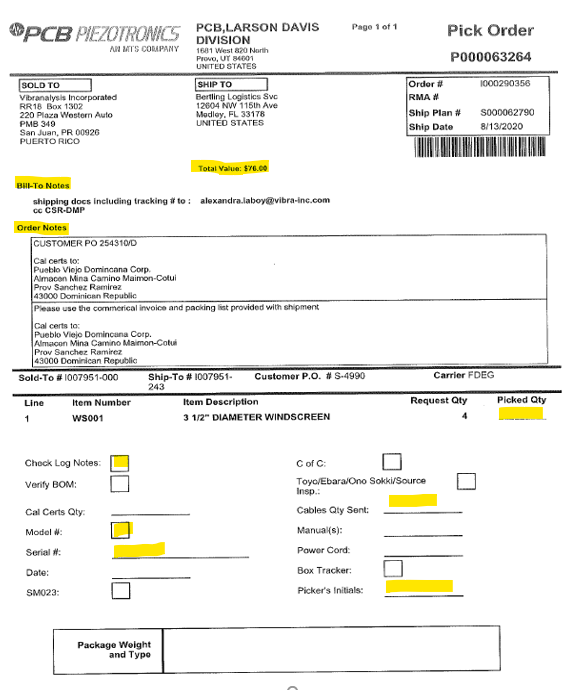 PCB PIEZOTRONICS
AN MTS COMPANY
PCB,LARSON DAVIS
DIVISION
1681 West 820 North
Provo, UT 84601
UNITED STATES
Page 1 of 1
Pick Order
P000063264
SOLD TO
Vibranalysis Incorporated
RR18 Box 1302
220 Plaza Western Auto
PMB 349
San Juan, PR 00926
PUERTO RICO
SHIP TO
Bertling Logistics Svc
12604 NW 115th Ave
Medley, FL 33178
UNITED STATES
Order # I000290356
RMA #
Ship Plan # S000062790
Ship Date 8/13/2020
Total Value: $76.00
Bill-To Notes
shipping docs including tracking # to : alexandra.laboy@vibra-inc.com
cc CSR-DMP
Order Notes
CUSTOMER PO 254310/D
Cal certs to:
Pueblo Viejo Domincana Corp.
Almacen Mina Camino Maimon-Cotui
Prov Sanchez Ramirez
43000 Dominican Republic
Please use the commerical invoice and packing list provided with shipment
Cal certs to:
Pueblo Viejo Domincana Corp.
Almacen Mina Camino Maimon-Cotui
Prov Sanchez Ramirez
43000 Dominican Republic
Sold-To # I007951-000 Ship-To # I007951-243 Customer P.O. # S-4990 Carrier FDEG
Line Item Number Item Description Request Qty Picked Qty
1 WS001 3 1/2" DIAMETER WINDSCREEN 4
Check Log Notes:
Verify BOM:
Cal Certs Qty:
Model #:
Serial #:
Date:
SM023:
C of C:
Toyo/Ebara/Ono Sokki/Source
Insp.:
Cables Qty Sent:
Manual(s):
Power Cord:
Box Tracker:
Picker's Initials:
Package Weight
and Type